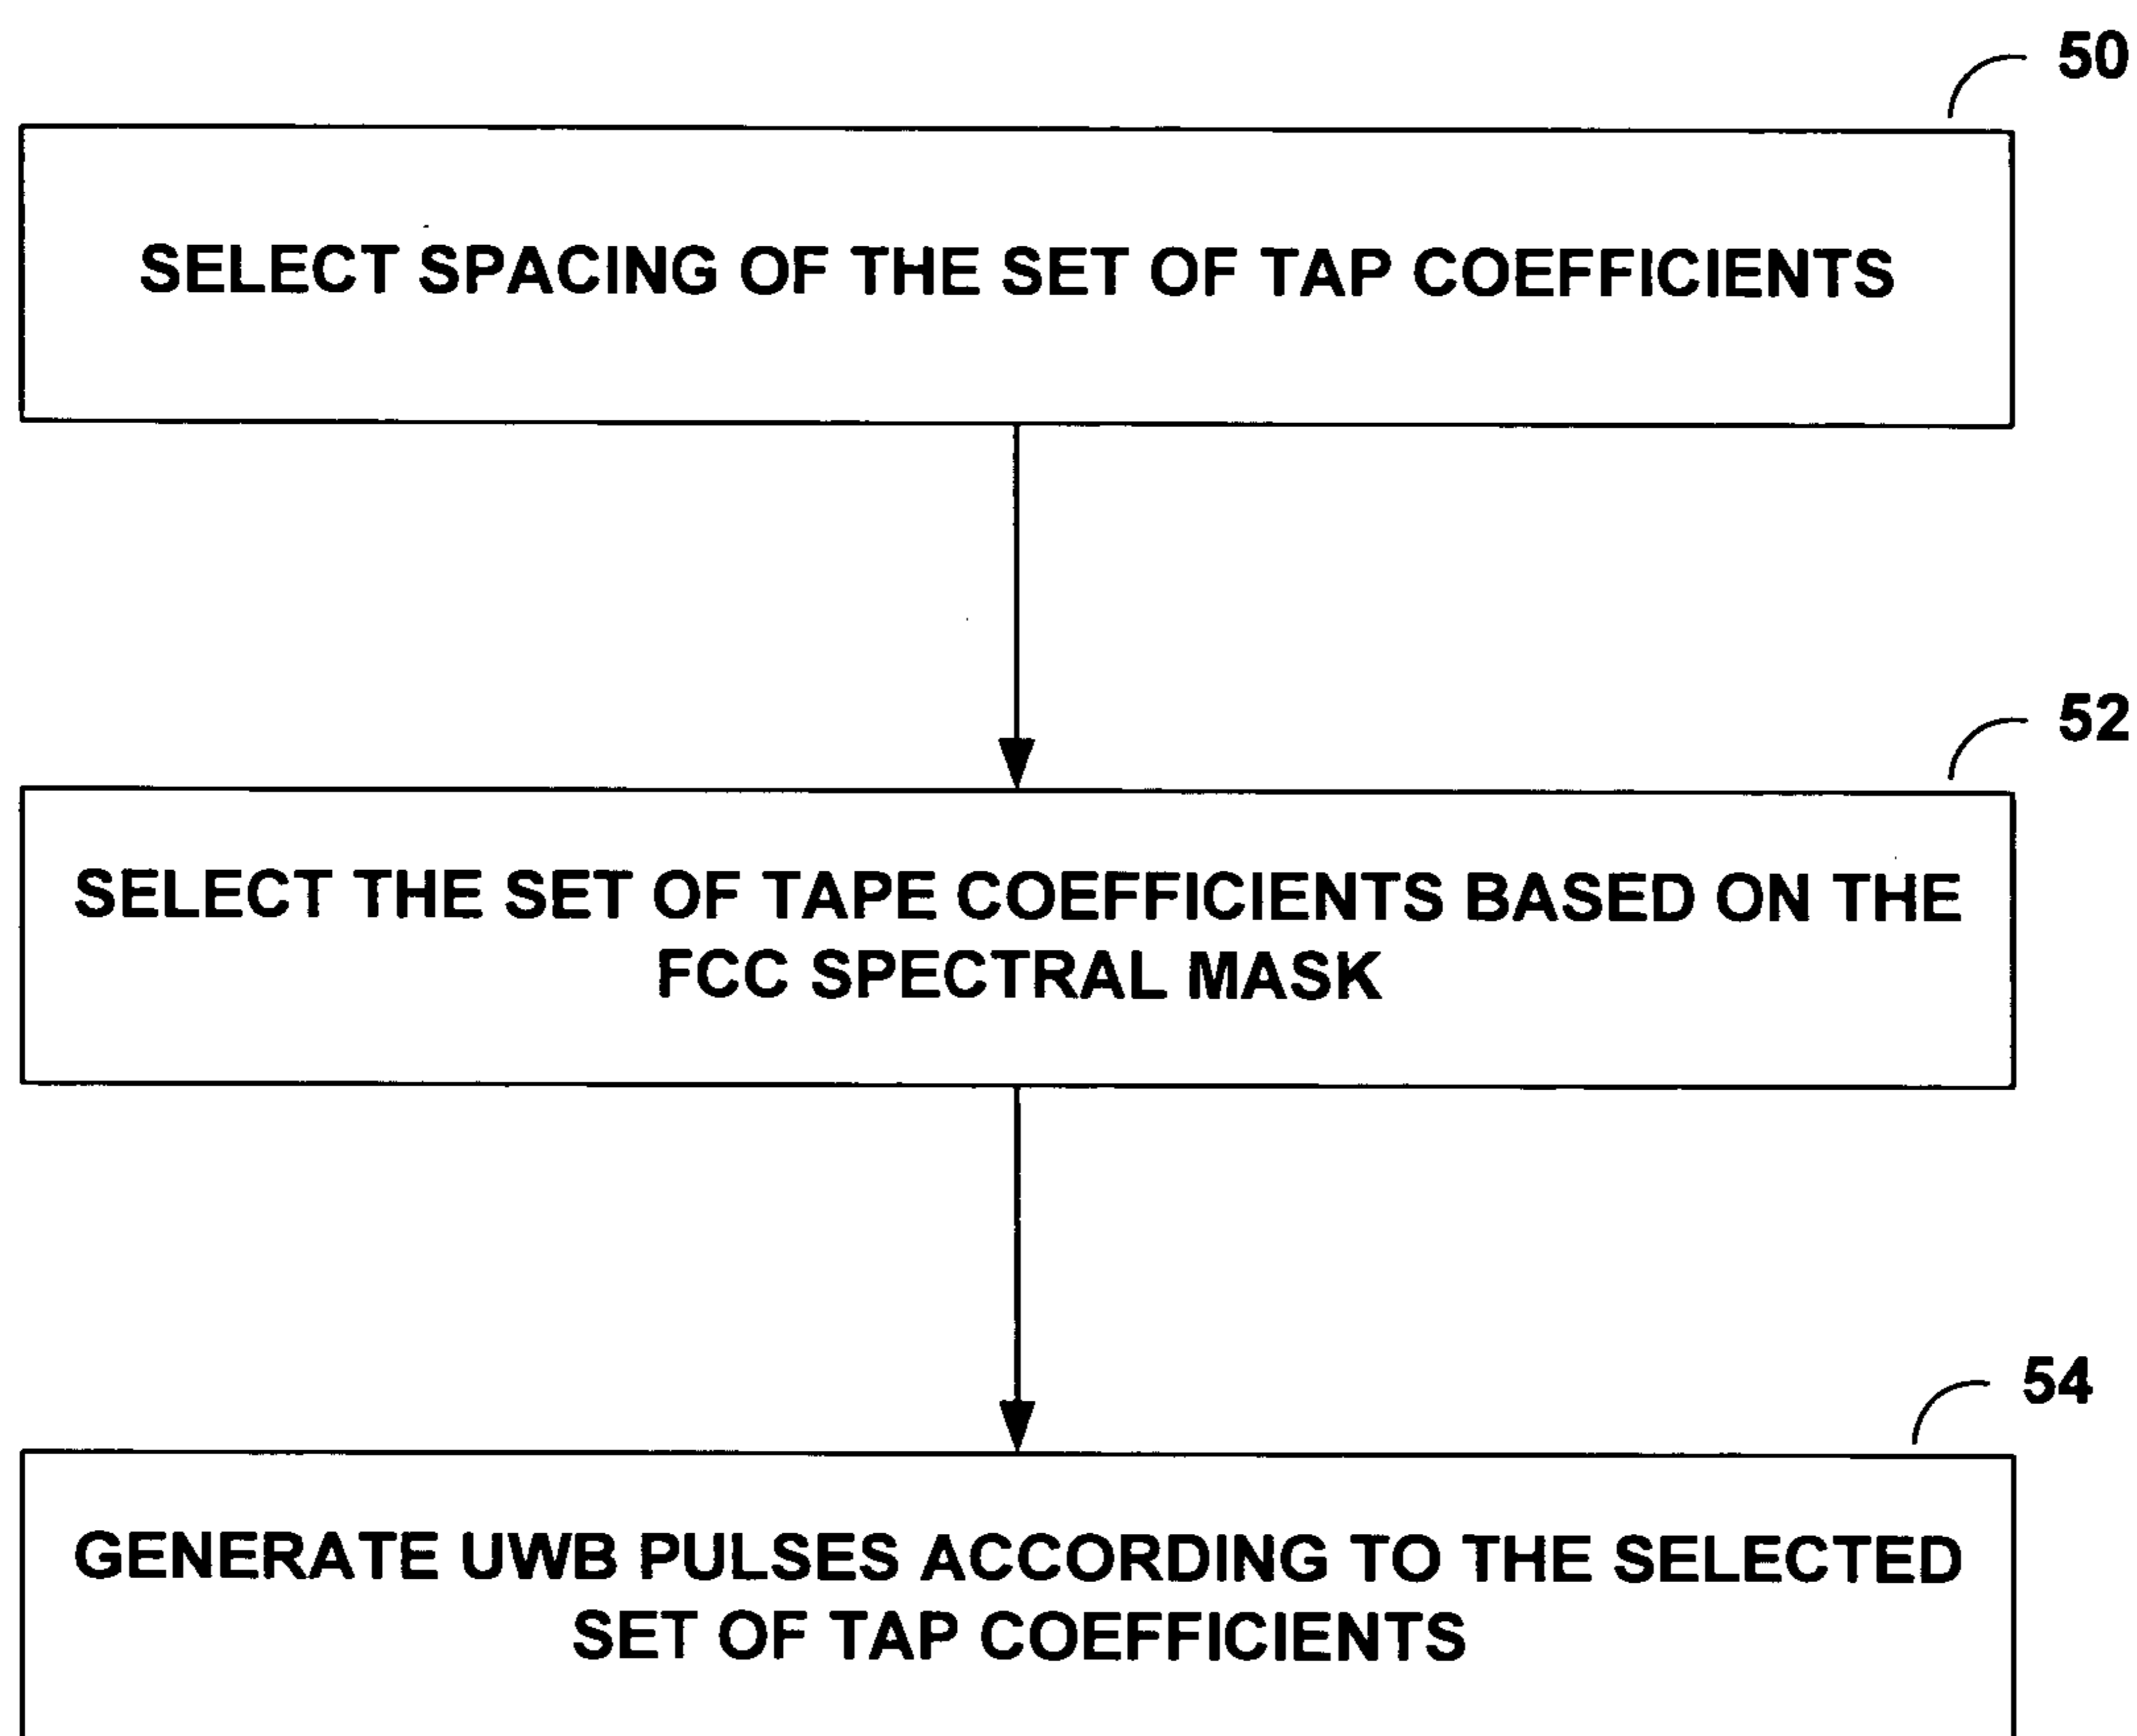 50
SELECT SPACING OF THE SET OF TAP COEFFICIENTS
52
SELECT THE SET OF TAPE COEFFICIENTS BASED ON THE
FCC SPECTRAL MASK
54
GENERATE UWB PULSES ACCORDING TO THE SELECTED
SET OF TAP COEFFICIENTS